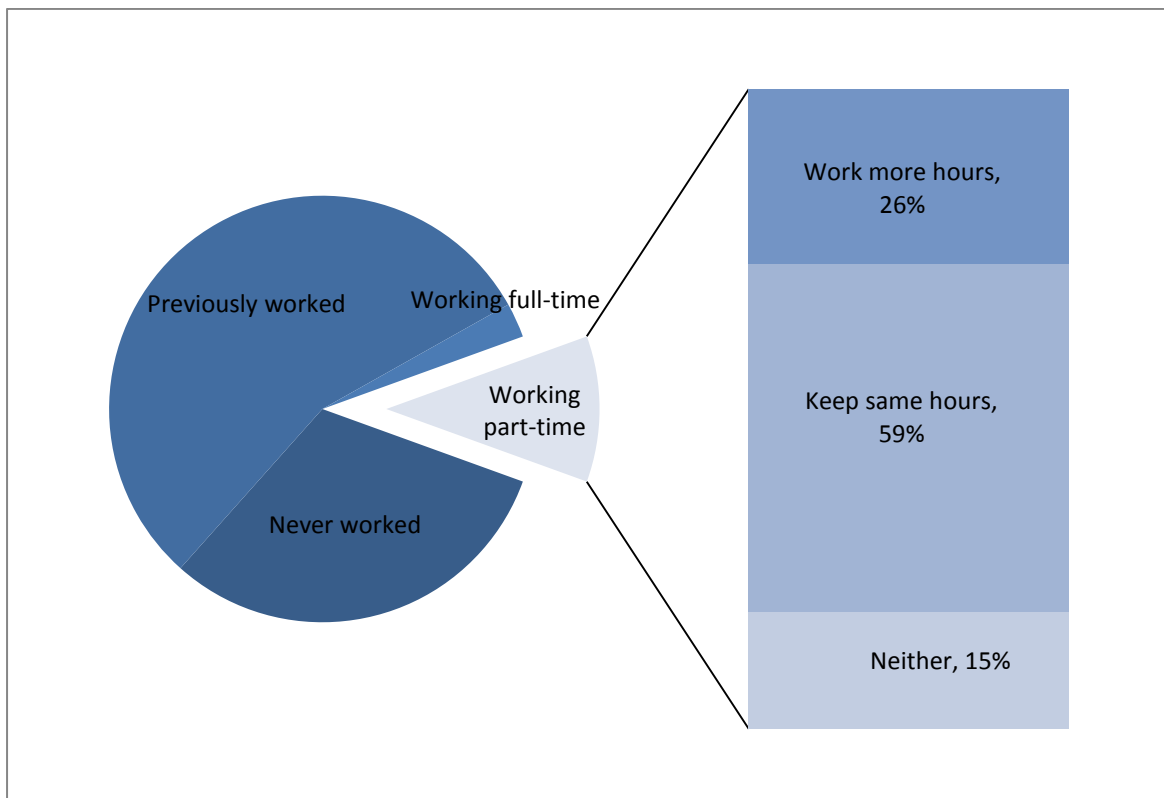 Previously worked
Working full-time
Working
part-time
Never worked
Work more hours,
26%
Keep same hours,
59%
Neither, 15%